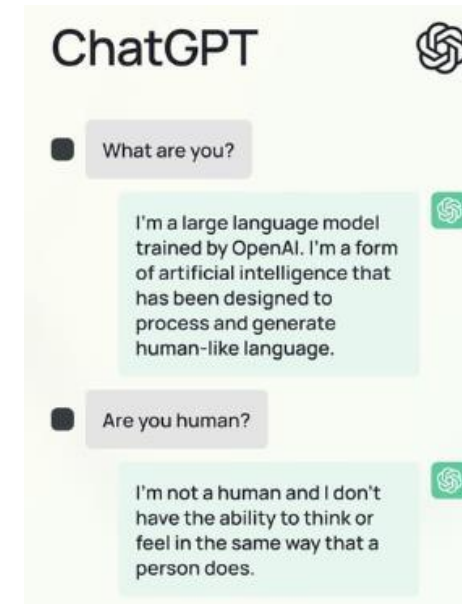 ChatGPT
What are you?
I'm a large language model
trained by OpenAI. I'm a form
of artificial intelligence that
has been designed to
process and generate
human-like language.
Are you human?
I'm not a human and I don't
have the ability to think or
feel in the same way that a
person does.